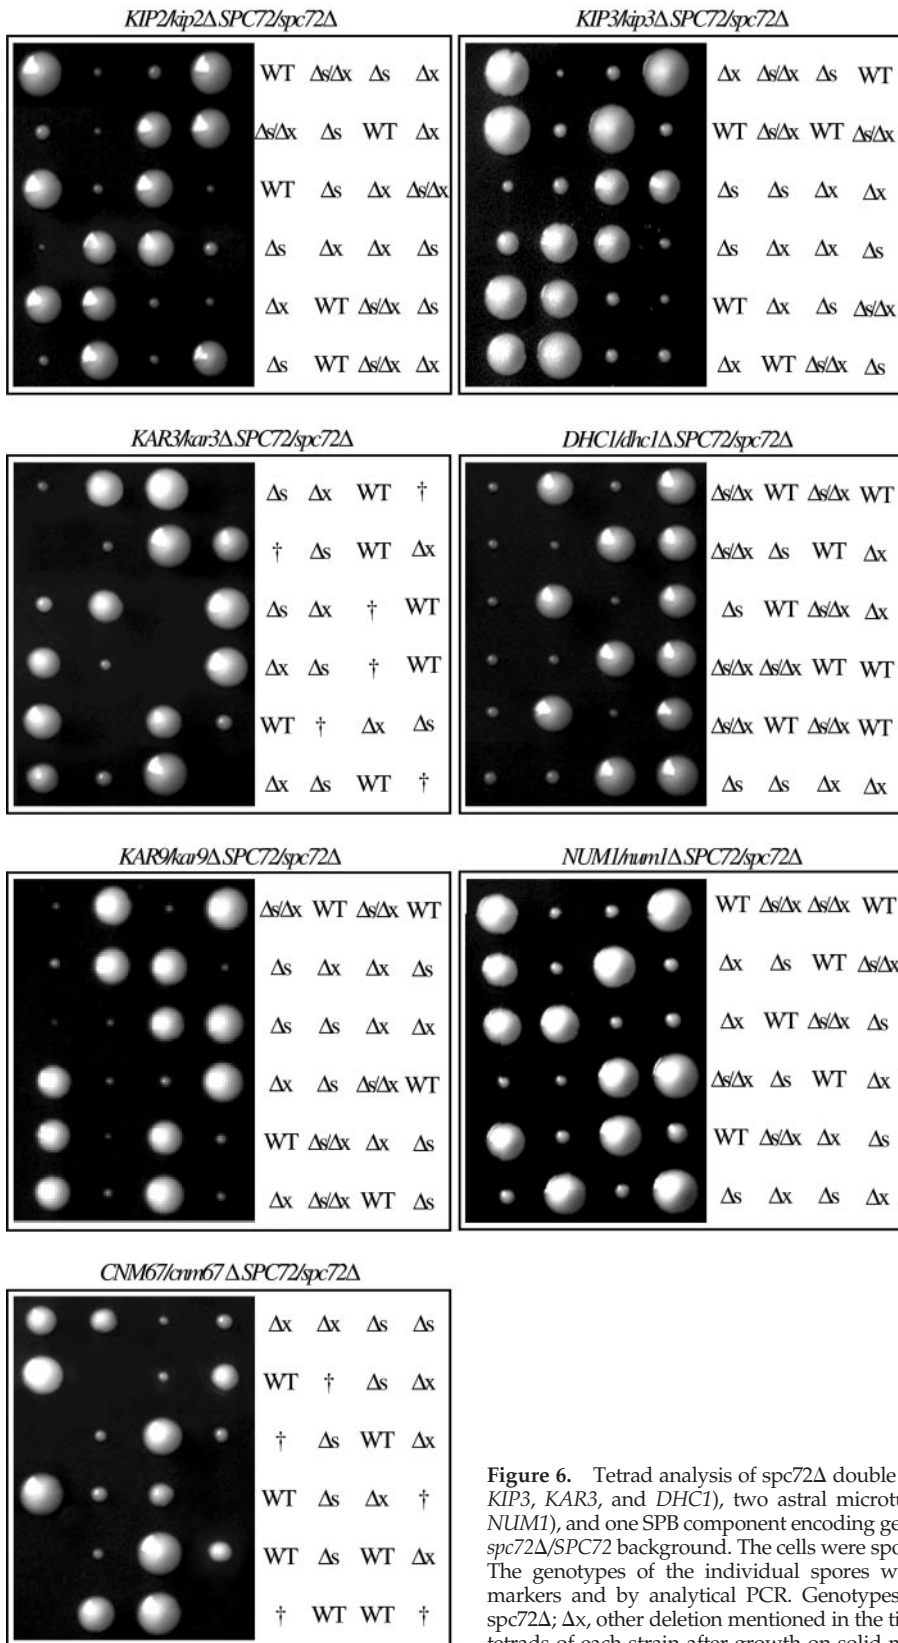 KIP2/kip2Δ SPC72/spc72Δ
WT Δs/Δx Δs Δx
Δs/Δx Δs WT Δx
WT Δs Δx Δs/Δx
Δs Δx Δx Δs
Δx WT Δs/Δx Δs
Δs WT Δs/Δx Δx
KIP3/kip3Δ SPC72/spc72Δ
Δx Δs/Δx Δs WT
WT Δs/Δx WT Δs/Δx
Δs Δs Δx Δx
Δs Δx Δx Δs
WT Δx Δs Δs/Δx
Δx WT Δs/Δx Δs
KAR3/kar3Δ SPC72/spc72Δ
Δs Δx WT †
† Δs WT Δx
Δs Δx † WT
Δx Δs † WT
WT † Δx Δs
Δx Δs WT †
DHC1/dhc1Δ SPC72/spc72Δ
Δs/Δx WT Δs/Δx WT
Δs/Δx Δs WT Δx
Δs WT Δs/Δx Δx
Δs/Δx Δs/Δx WT WT
Δs/Δx WT Δs/Δx WT
Δs Δs Δx Δx
KAR9/kar9Δ SPC72/spc72Δ
Δs/Δx WT Δs/Δx WT
Δs Δx Δx Δs
Δs Δs Δx Δx
Δx Δs Δs/Δx WT
WT Δs/Δx Δx Δs
Δx Δs/Δx WT Δs
NUM1/num1Δ SPC72/spc72Δ
WT Δs/Δx Δs/Δx WT
Δx Δs WT Δs/Δx
Δx WT Δs/Δx Δs
Δs/Δx Δs WT Δx
WT Δs/Δx Δx Δs
Δs Δx Δs Δx
CNM67/cnm67 Δ SPC72/spc72Δ
Δx Δx Δs Δs
WT † Δs Δx
† Δs WT Δx
WT Δs Δx †
WT Δs WT Δx
† WT WT †
Figure 6. Tetrad analysis of spc72Δ double
KIP3, KAR3, and DHC1), two astral microtu
NUM1), and one SPB component encoding ge
spc72Δ/SPC72 background. The cells were spo
The genotypes of the individual spores w
markers and by analytical PCR. Genotypes
spc72Δ; Δx, other deletion mentioned in the ti
tetrads of each strain after growth on solid m